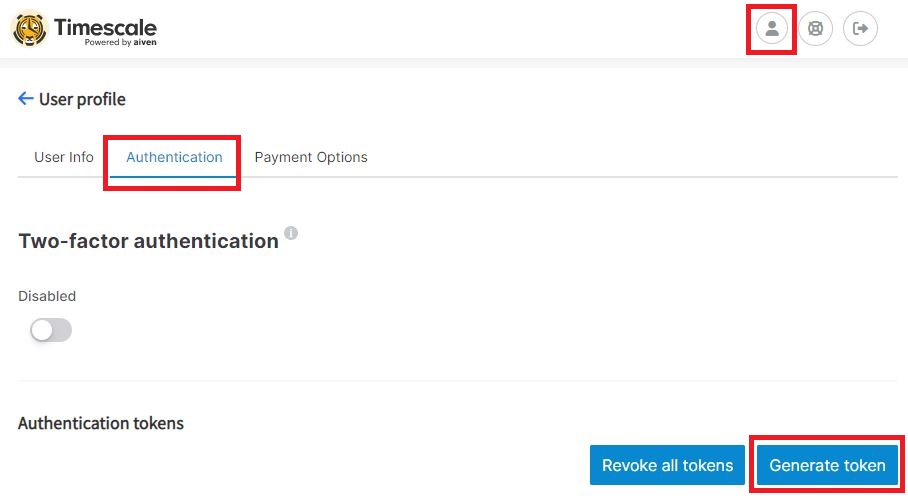 Timescale
Powered by aiven
User profile
User Info Authentication Payment Options
Two-factor authentication i
Disabled
Authentication tokens
Revoke all tokens Generate token